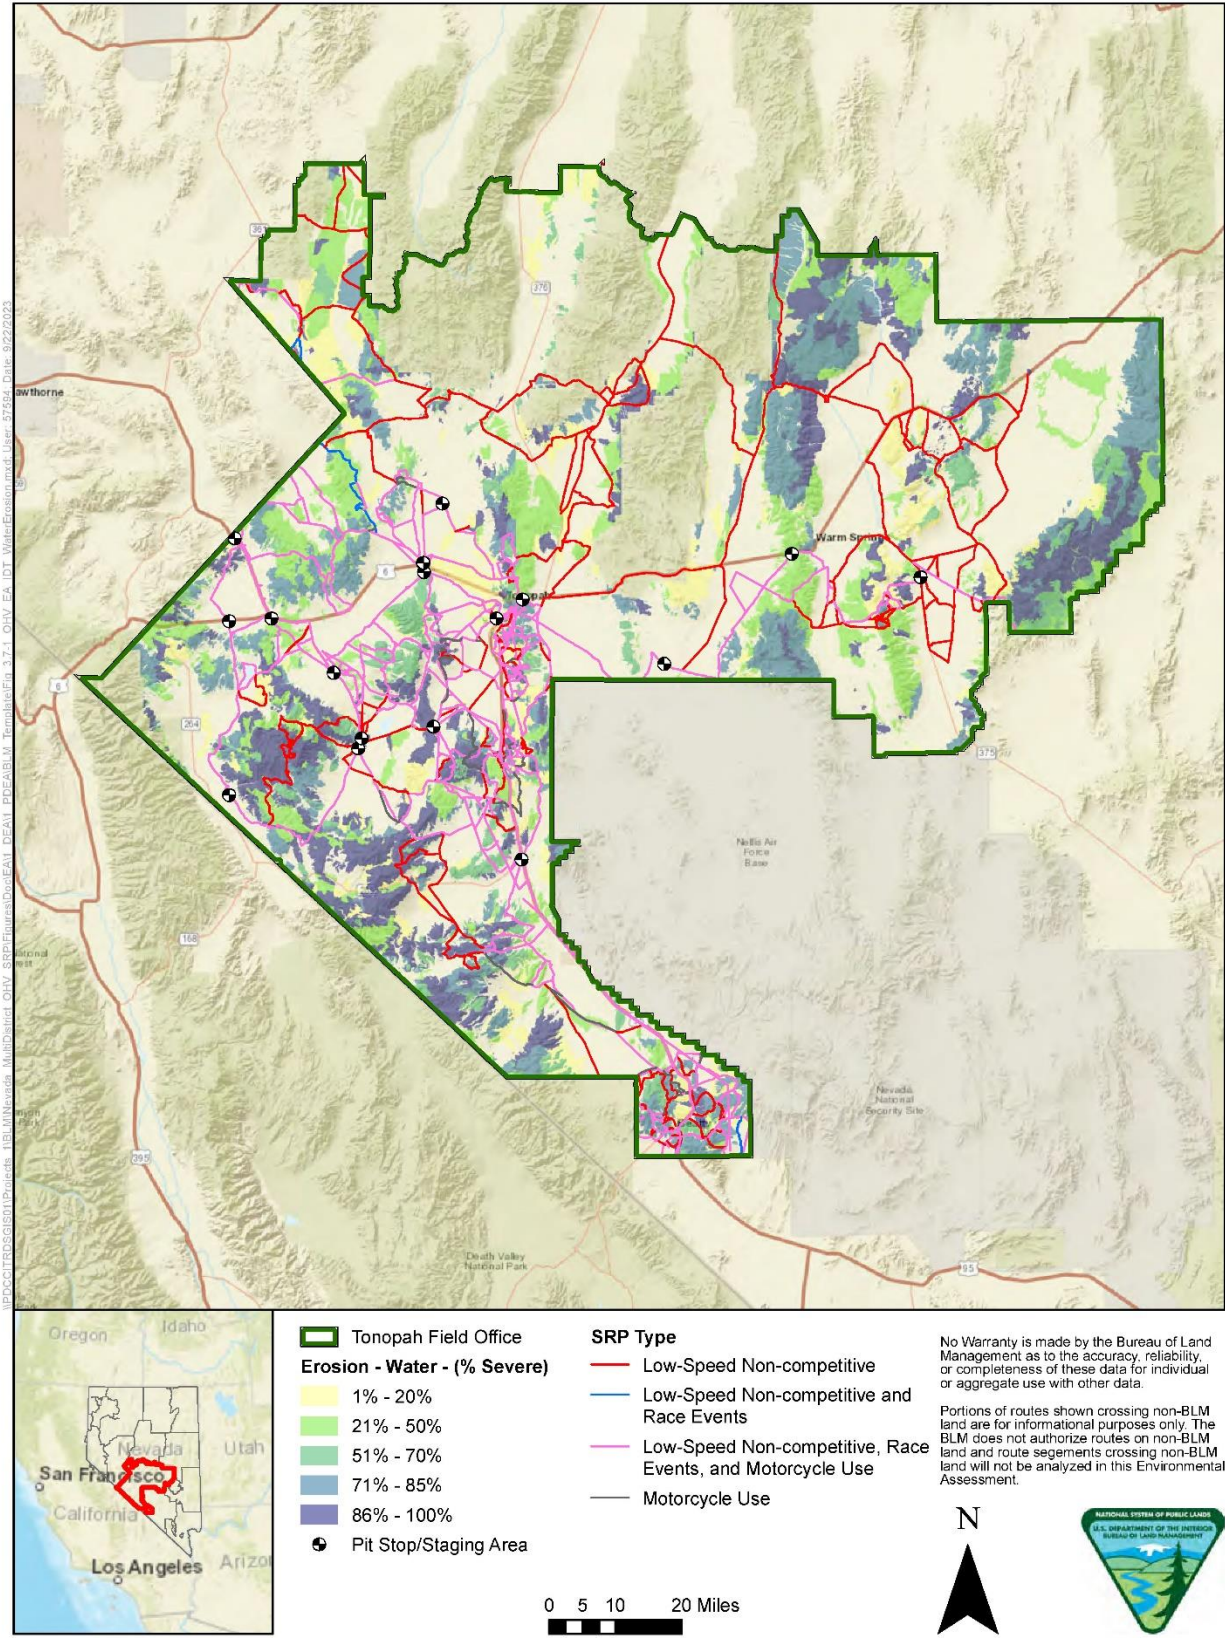 361
376
awthorne
6
Warm Sprin
6
264
375
Nellis Air
Force
Base
168
Nevada
National
Security Site
395
Death Valley
National Park
95
Oregon
Idaho
Nevada
Utah
San Francisco
California
Los Angeles
Arizo
Tonopah Field Office
Erosion - Water - (% Severe)
1% - 20%
21% - 50%
51% - 70%
71% - 85%
86% - 100%
Pit Stop/Staging Area
SRP Type
Low-Speed Non-competitive
Low-Speed Non-competitive and
Race Events
Low-Speed Non-competitive, Race
Events, and Motorcycle Use
Motorcycle Use
0 5 10 20 Miles
No Warranty is made by the Bureau of Land
Management as to the accuracy, reliability,
or completeness of these data for individual
or aggregate use with other data.
Portions of routes shown crossing non-BLM
land are for informational purposes only. The
BLM does not authorize routes on non-BLM
land and route segements crossing non-BLM
land will not be analyzed in this Environmental
Assessment.
N
NATIONAL SYSTEM OF PUBLIC LANDS
U.S. DEPARTMENT OF THE INTERIOR
BUREAU OF LAND MANAGEMENT